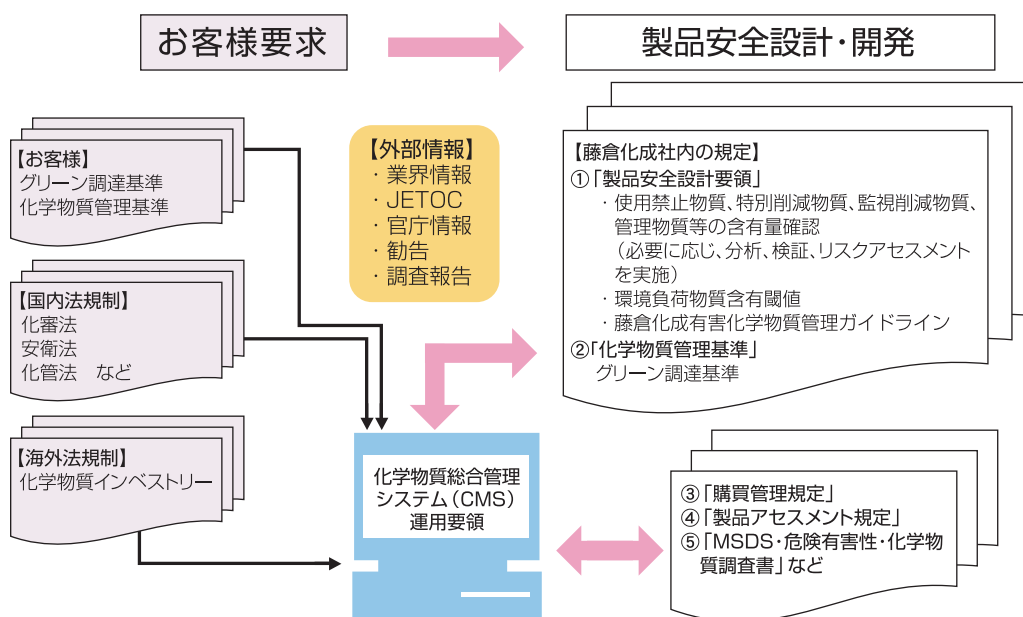 お客様要求
製品安全設計・開発
【お客様】
グリーン調達基準
化学物質管理基準
【国内法規制】
化審法
安衛法
化管法　など
【海外法規制】
化学物質インベストリー
【外部情報】
・業界情報
・JETOC
・官庁情報
・勧告
・調査報告
化学物質総合管理
システム（CMS）
運用要領
【藤倉化成社内の規定】
①「製品安全設計要領」
・使用禁止物質、特別削減物質、監視削減物質、
管理物質等の含有量確認
（必要に応じ、分析、検証、リスクアセスメント
を実施）
・環境負荷物質含有閾値
・藤倉化成有害化学物質管理ガイドライン
②「化学物質管理基準」
グリーン調達基準
③「購買管理規定」
④「製品アセスメント規定」
⑤「MSDS・危険有害性・化学物
質調査書」など